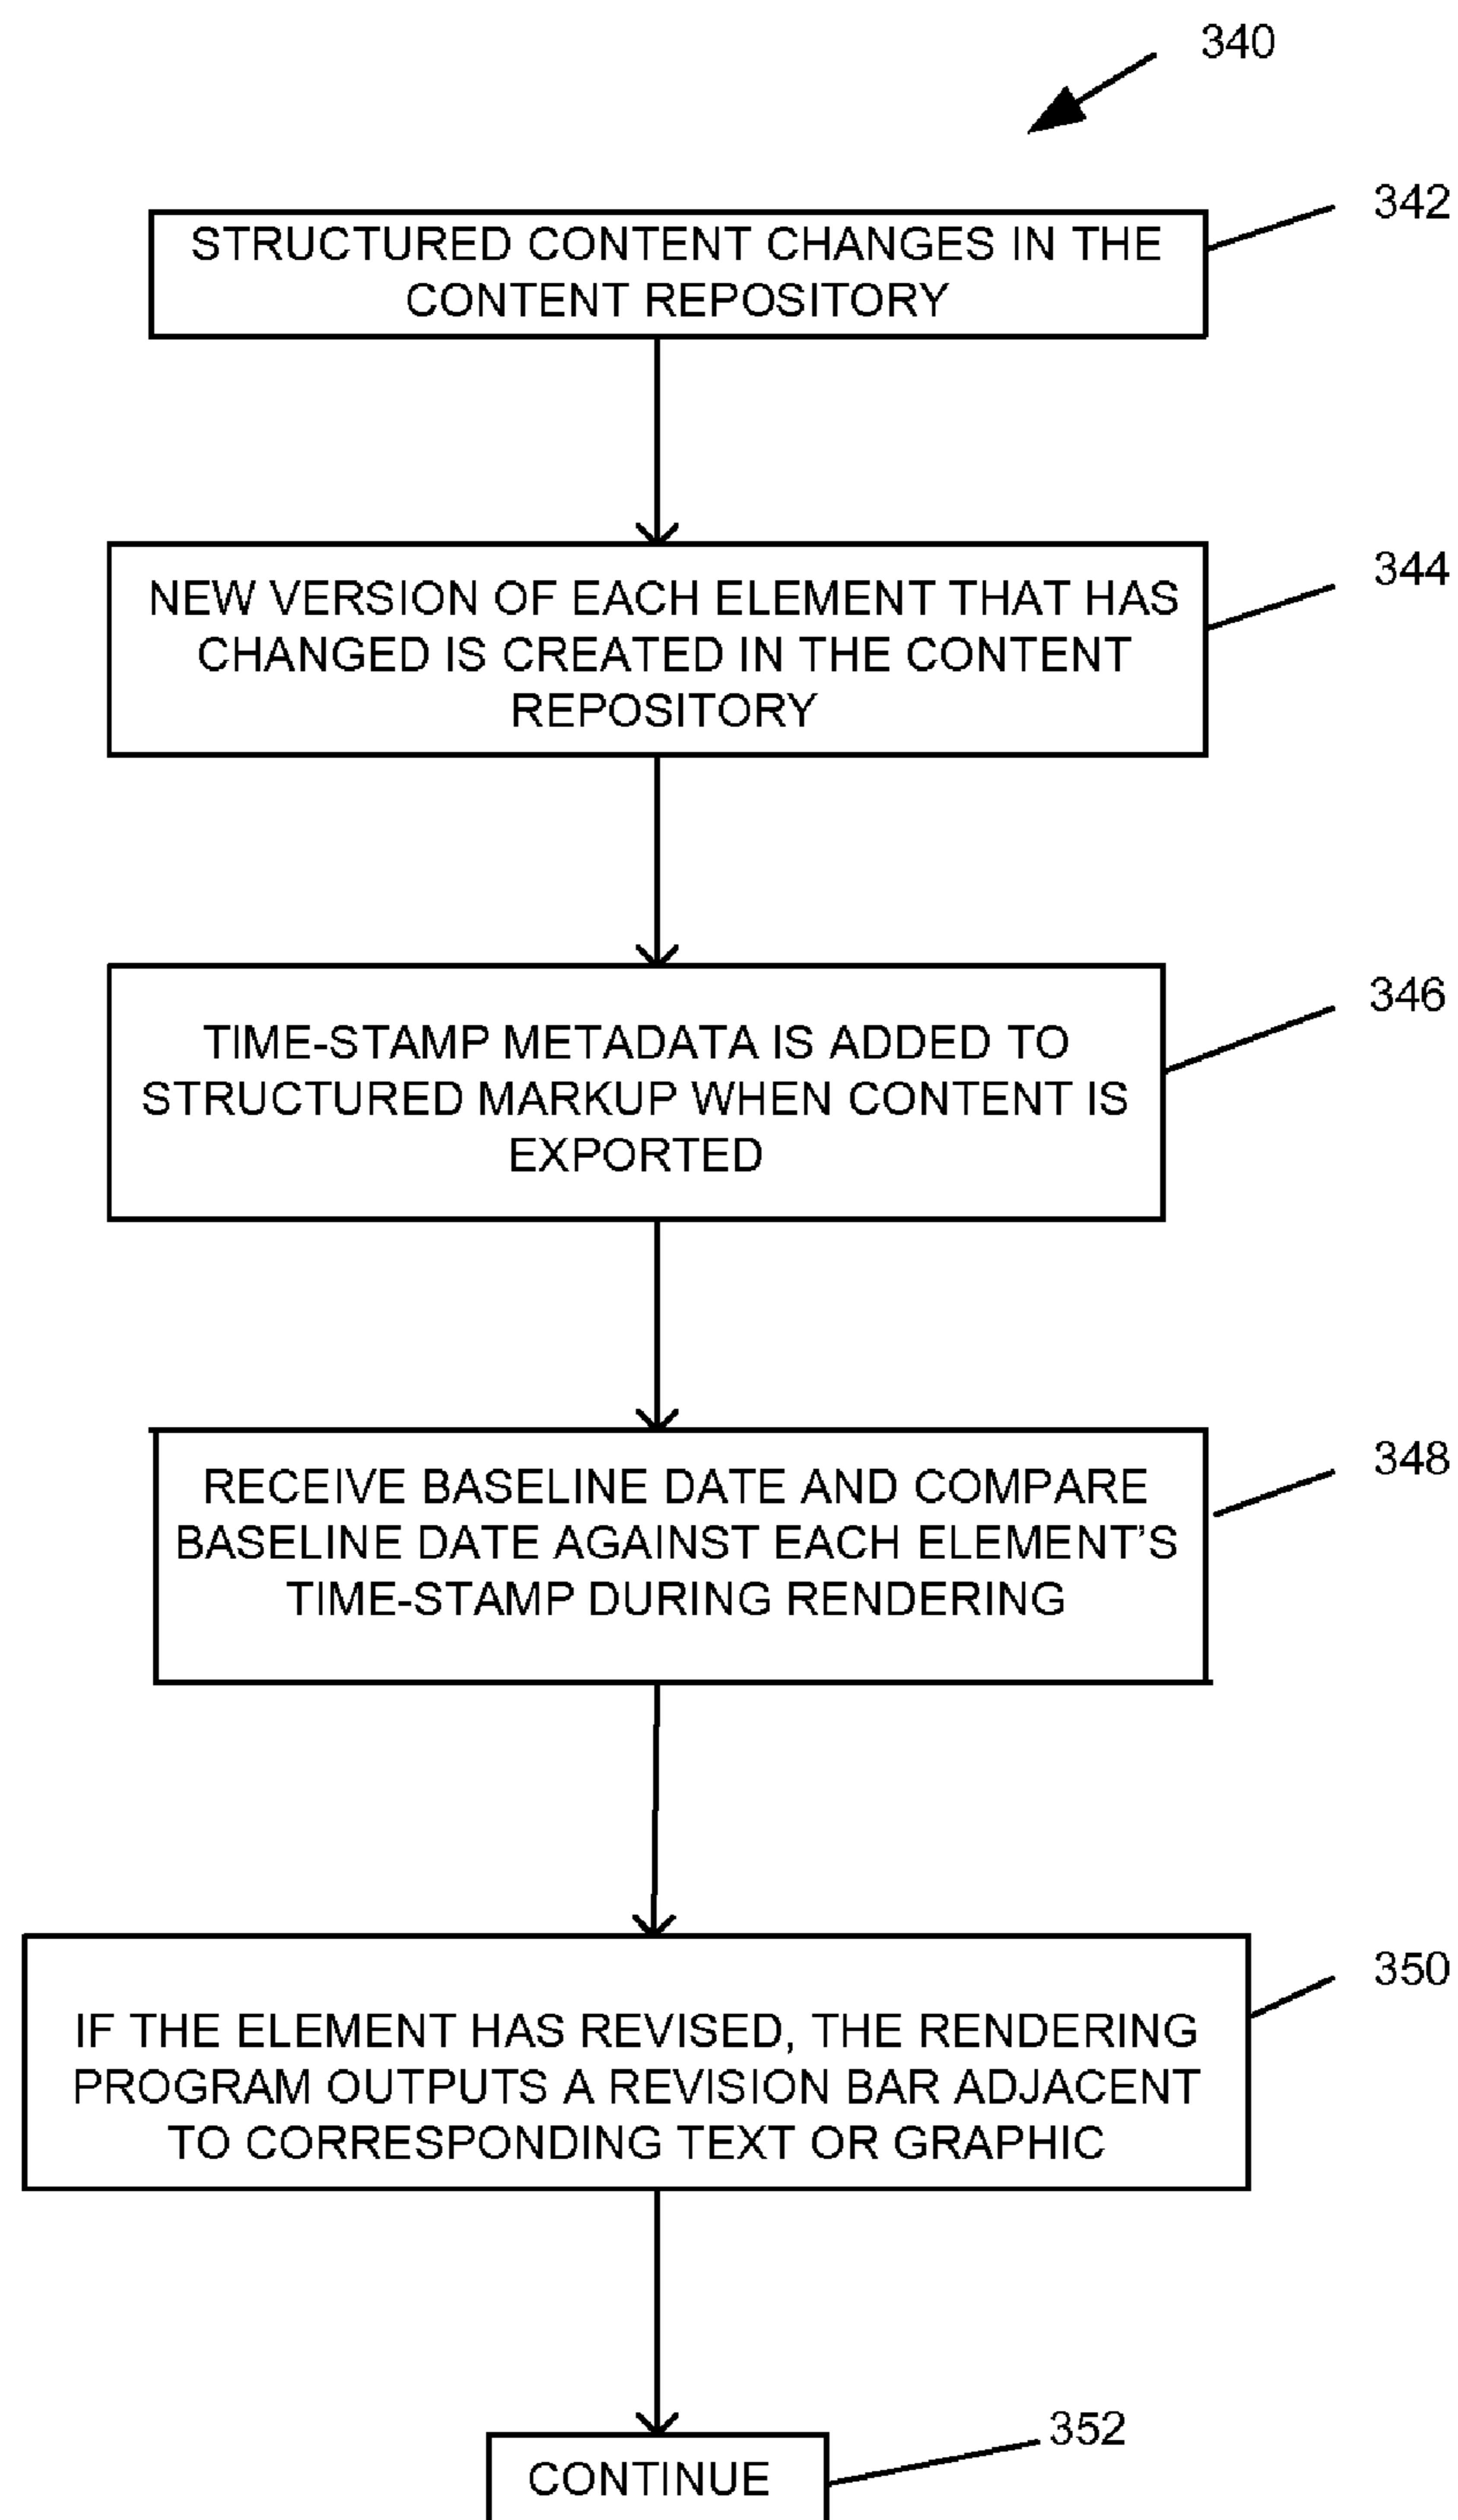 340
342
STRUCTURED CONTENT CHANGES IN THE
CONTENT REPOSITORY
344
NEW VERSION OF EACH ELEMENT THAT HAS
CHANGED IS CREATED IN THE CONTENT
REPOSITORY
346
TIME-STAMP METADATA IS ADDED TO
STRUCTURED MARKUP WHEN CONTENT IS
EXPORTED
348
RECEIVE BASELINE DATE AND COMPARE
BASELINE DATE AGAINST EACH ELEMENT'S
TIME-STAMP DURING RENDERING
350
IF THE ELEMENT HAS REVISED, THE RENDERING
PROGRAM OUTPUTS A REVISION BAR ADJACENT
TO CORRESPONDING TEXT OR GRAPHIC
352
CONTINUE